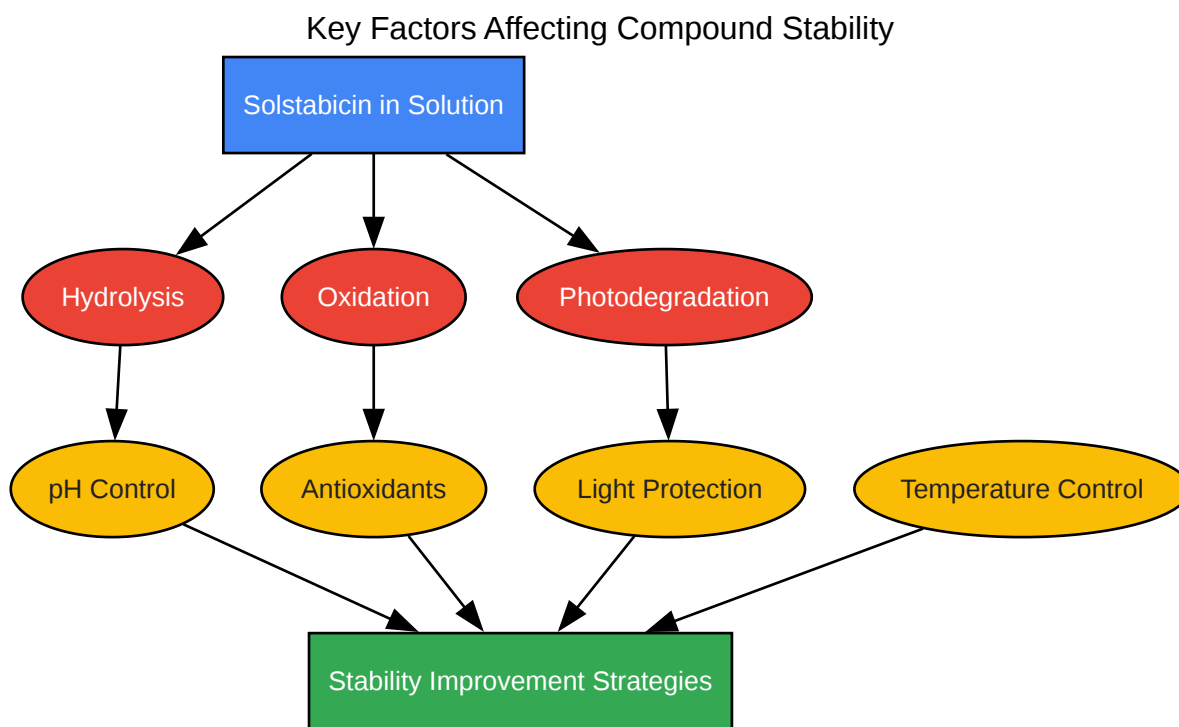 Key Factors Affecting Compound Stability
Solstabicin in Solution
Hydrolysis
Oxidation
Photodegradation
pH Control
Antioxidants
Light Protection
Temperature Control
Stability Improvement Strategies